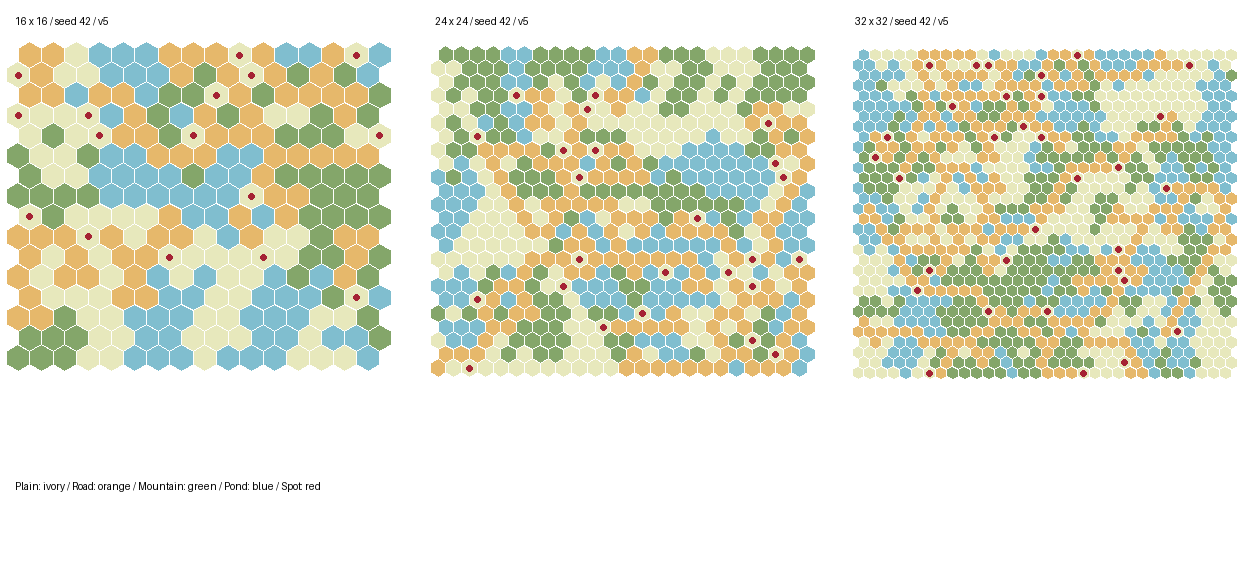 16 x 16 / seed 42 / v5
24 x 24 / seed 42 / v5
32 x 32 / seed 42 / v5
Plain: ivory / Road: orange / Mountain: green / Pond: blue / Spot: red